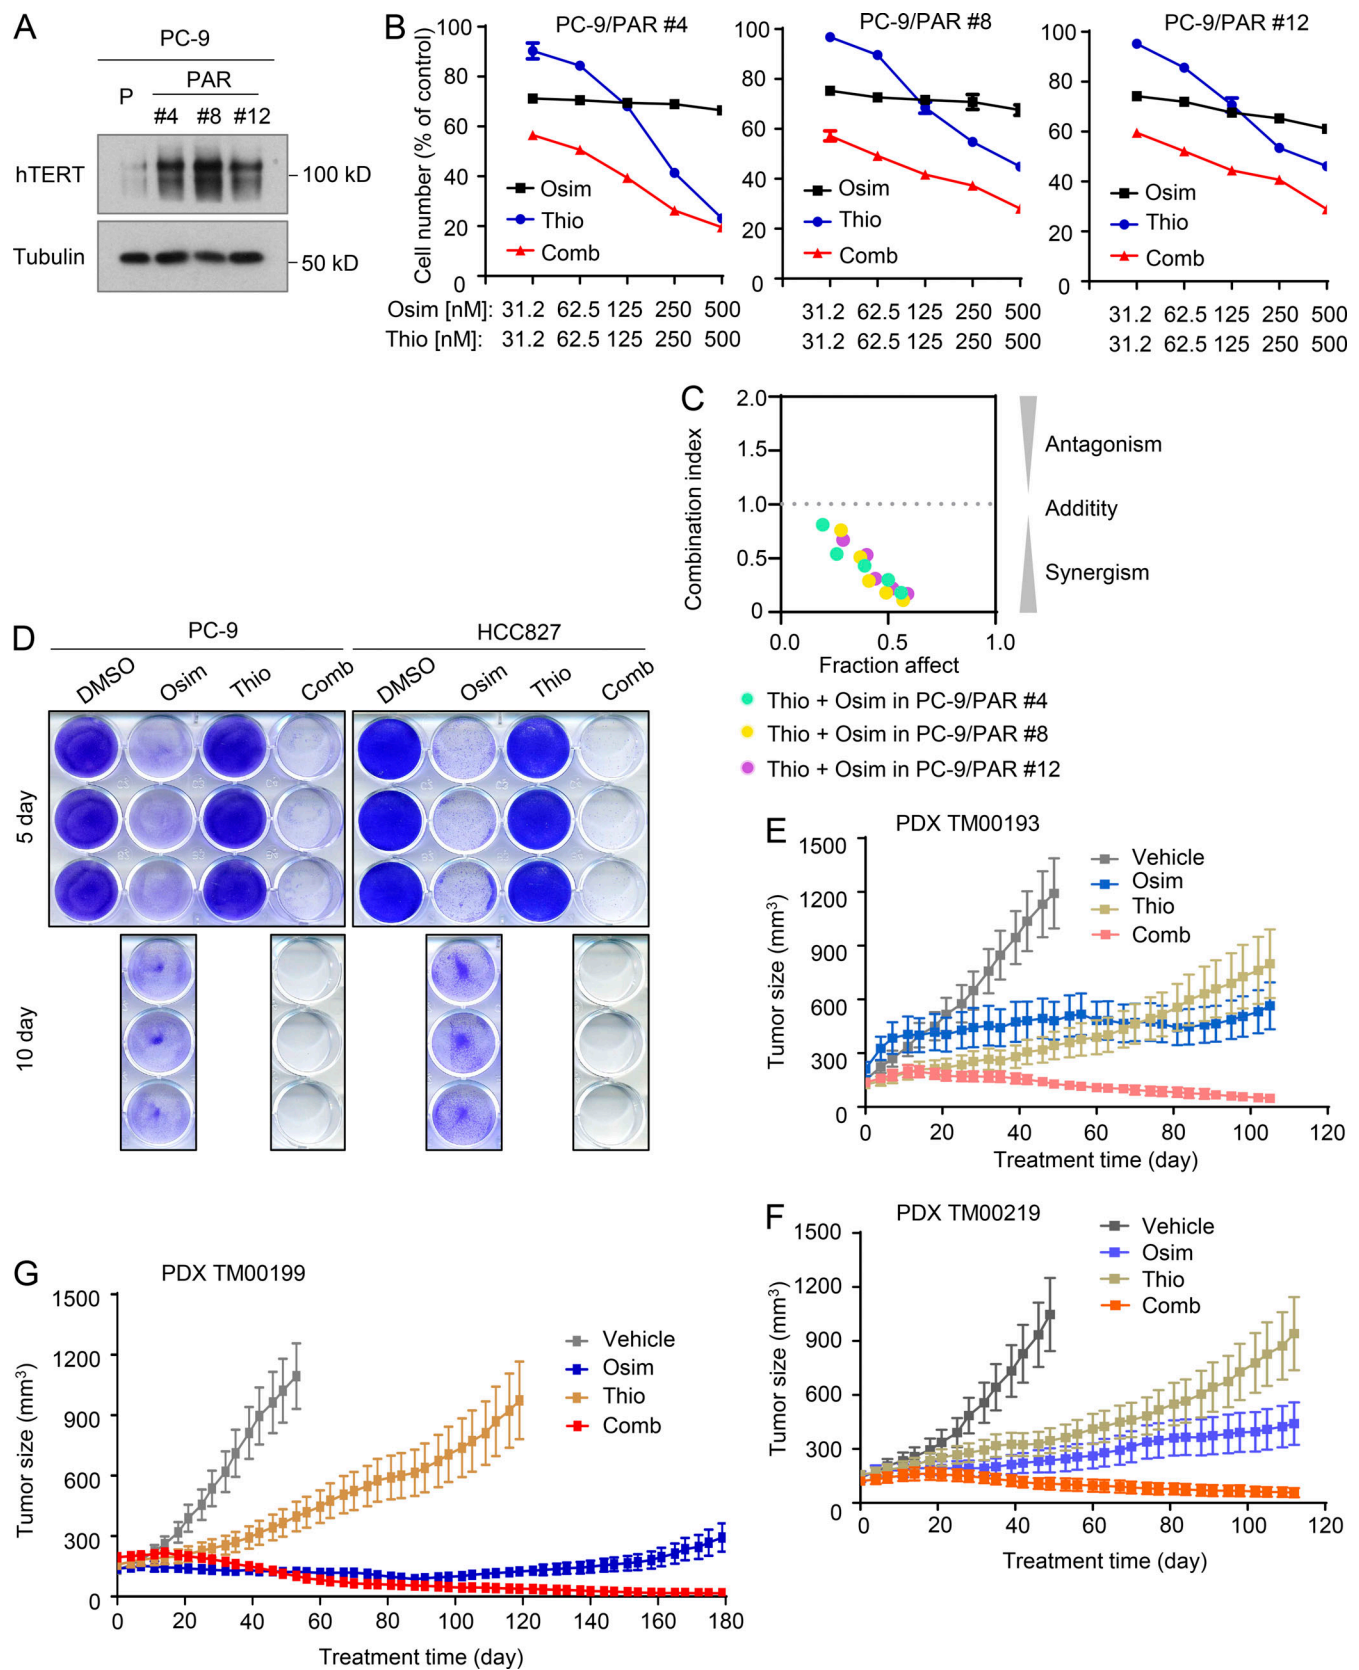 A
PC-9
P
PAR
#4 #8 #12
hTERT
100 kD
Tubulin
50 kD
B
PC-9/PAR #4
PC-9/PAR #8
PC-9/PAR #12
Cell number (% of control)
100
80
60
40
20
0
Osim
Thio
Comb
100
80
60
40
20
0
Osim
Thio
Comb
100
80
60
40
20
0
Osim
Thio
Comb
Osim [nM]: 31.2 62.5 125 250 500
Thio [nM]: 31.2 62.5 125 250 500
31.2 62.5 125 250 500
31.2 62.5 125 250 500
31.2 62.5 125 250 500
31.2 62.5 125 250 500
C
Combination index
2.0
1.5
1.0
0.5
0
0.0 0.5 1.0
Fraction affect
Antagonism
Additity
Synergism
Thio + Osim in PC-9/PAR #4
Thio + Osim in PC-9/PAR #8
Thio + Osim in PC-9/PAR #12
D
PC-9
HCC827
DMSO Osim Thio Comb
DMSO Osim Thio Comb
5 day
10 day
E
PDX TM00193
Tumor size (mm³)
1500
1200
900
600
300
0
Vehicle
Osim
Thio
Comb
0 20 40 60 80 100 120
Treatment time (day)
F
PDX TM00219
Tumor size (mm³)
1500
1200
900
600
300
0
Vehicle
Osim
Thio
Comb
0 20 40 60 80 100 120
Treatment time (day)
G
PDX TM00199
Tumor size (mm³)
1500
1200
900
600
300
0
Vehicle
Osim
Thio
Comb
0 20 40 60 80 100 120 140 160 180
Treatment time (day)